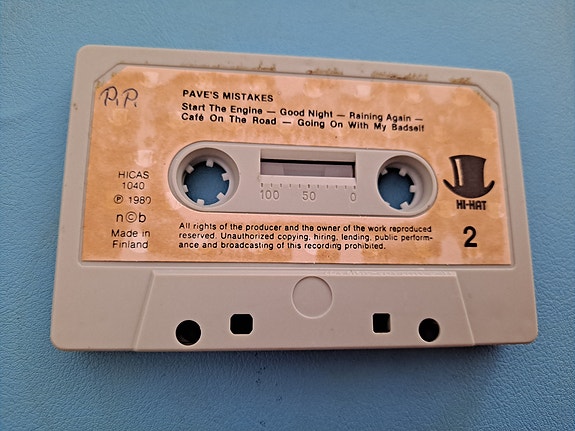 P.P.
PAVE'S MISTAKES
Start The Engine — Good Night — Raining Again —
Café On The Road — Going On With My Badself
HICAS
1040
℗ 1980
n©b
Made in
Finland
100 50 0
HI-HAT
2
All rights of the producer and the owner of the work reproduced
reserved. Unauthorized copying, hiring, lending, public perform-
ance and broadcasting of this recording prohibited.